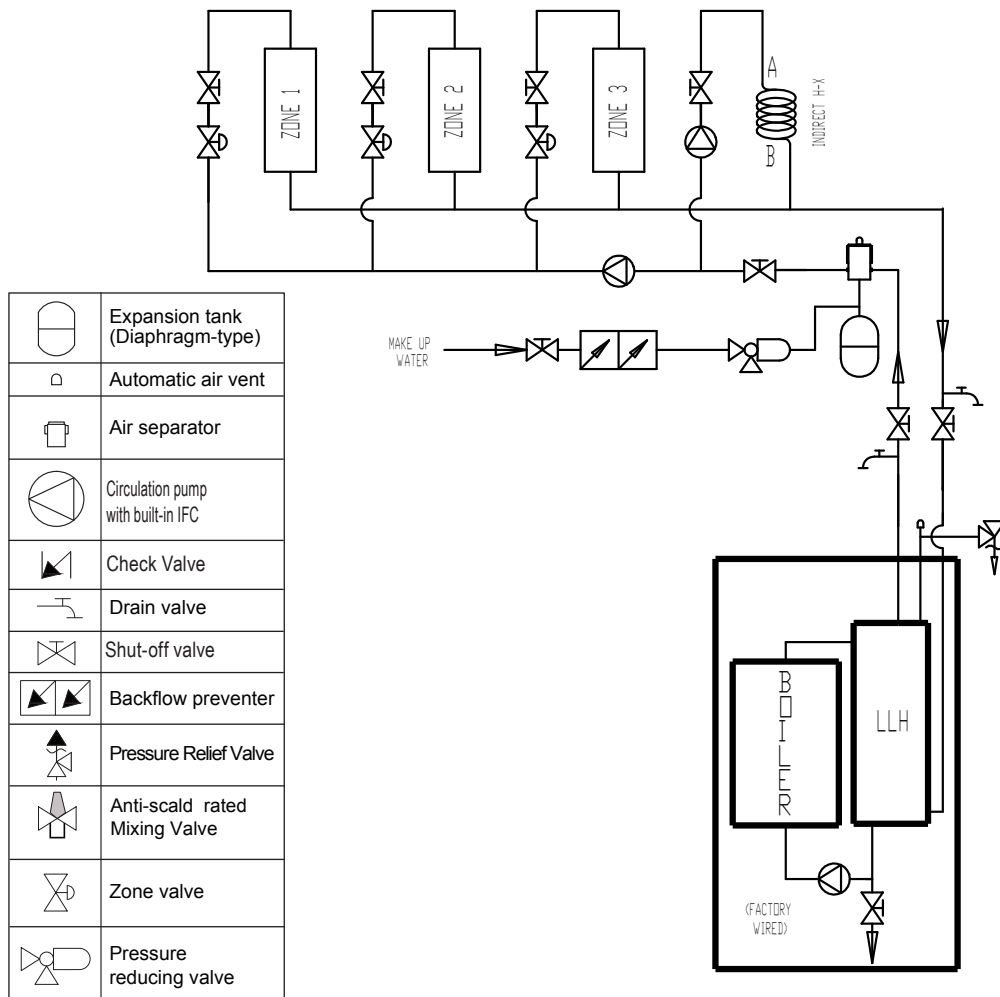 ZONE 1
ZONE 2
ZONE 3
A
B
INDIRECT H-X
MAKE UP
WATER
Expansion tank
(Diaphragm-type)
Automatic air vent
Air separator
Circulation pump
with built-in IFC
Check Valve
Drain valve
Shut-off valve
Backflow preventer
Pressure Relief Valve
Anti-scald rated
Mixing Valve
Zone valve
Pressure
reducing valve
BOILER
LLH
(FACTORY
WIRED)